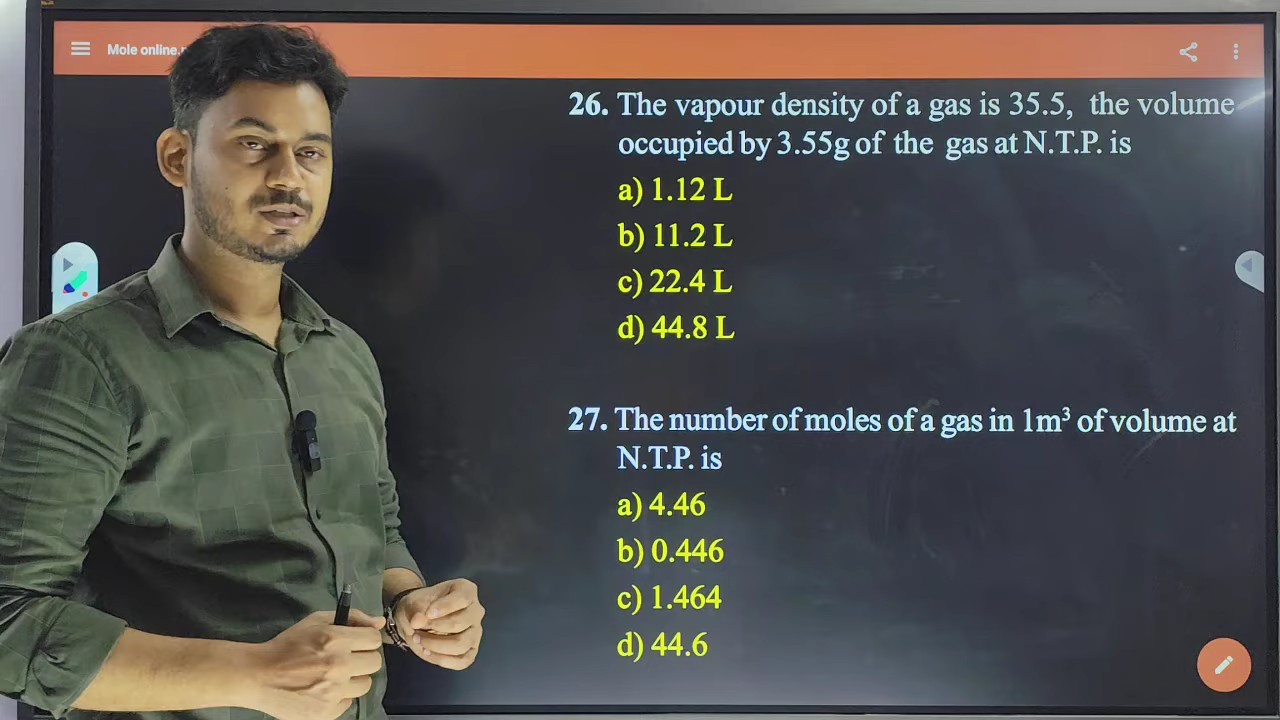 Mole online.
26. The vapour density of a gas is 35.5, the volume
occupied by 3.55g of the gas at N.T.P. is
a) 1.12 L
b) 11.2 L
c) 22.4 L
d) 44.8 L
27. The number of moles of a gas in 1m³ of volume at
N.T.P. is
a) 4.46
b) 0.446
c) 1.464
d) 44.6